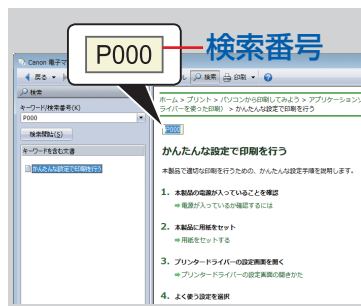 P000 検索番号
Canon 電子マ
戻る 検索 印刷
検索
キーワード/検索番号(K)
P000
検索開始(S)
キーワードを含む文書
かんたんな設定で印刷を行う
ホーム > プリント > パソコンから印刷してみよう > アプリケーションソ
ライバーを使った印刷) > かんたんな設定で印刷を行う
P000
かんたんな設定で印刷を行う
本製品で適切な印刷を行うための、かんたんな設定手順を説明します。
1. 本製品の電源が入っていることを確認
⇒電源が入っているか確認するには
2. 本製品に用紙をセット
⇒用紙をセットする
3. プリンタードライバーの設定画面を開く
⇒プリンタードライバーの設定画面の開きかた
4. よく使う設定を選択